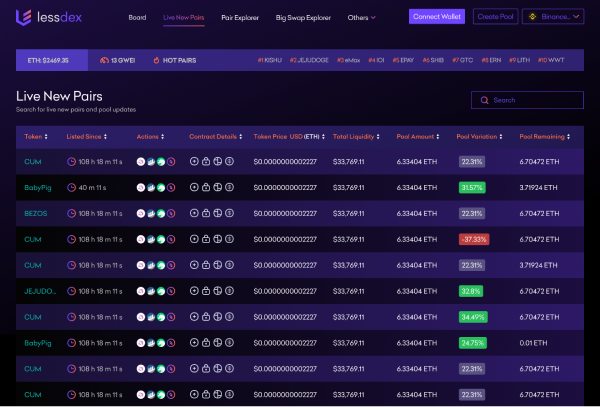 lessdex Board Live New Pairs Pair Explorer Big Swap Explorer Others Connect Wallet Create Pool Binance...
ETH: $2469.35 13 GWEI HOT PAIRS #1 KISHU #2 JEJUDOGE #3 eMax #4 ICI #5 EPAY #6 SHIB #7 GTC #8 ERN #9 LITH #10 WWT
Live New Pairs
Search for live new pairs and pool updates
Search
Token Listed Since Actions Contract Details Token Price USD (ETH) Total Liquidity Pool Amount Pool Variation Pool Remaining
CUM 108 h 18 m 11 s $0.0000000002227 $33,769.11 6.33404 ETH 22.31% 6.70472 ETH
BabyPig 40 m 11 s $0.0000000002227 $33,769.11 6.33404 ETH 31.57% 3.71924 ETH
BEZOS 108 h 18 m 11 s $0.0000000002227 $33,769.11 6.33404 ETH 22.31% 6.70472 ETH
CUM 108 h 18 m 11 s $0.0000000002227 $33,769.11 6.33404 ETH -37.33% 6.70472 ETH
CUM 108 h 18 m 11 s $0.0000000002227 $33,769.11 6.33404 ETH 22.31% 3.71924 ETH
JEJUDO... 108 h 18 m 11 s $0.0000000002227 $33,769.11 6.33404 ETH 32.8% 6.70472 ETH
CUM 108 h 18 m 11 s $0.0000000002227 $33,769.11 6.33404 ETH 34.49% 6.70472 ETH
BabyPig 108 h 18 m 11 s $0.0000000002227 $33,769.11 6.33404 ETH 24.75% 0.01 ETH
CUM 108 h 18 m 11 s $0.0000000002227 $33,769.11 6.33404 ETH 22.31% 6.70472 ETH
CUM 108 h 18 m 11 s $0.0000000002227 $33,769.11 6.33404 ETH 22.31% 6.70472 ETH